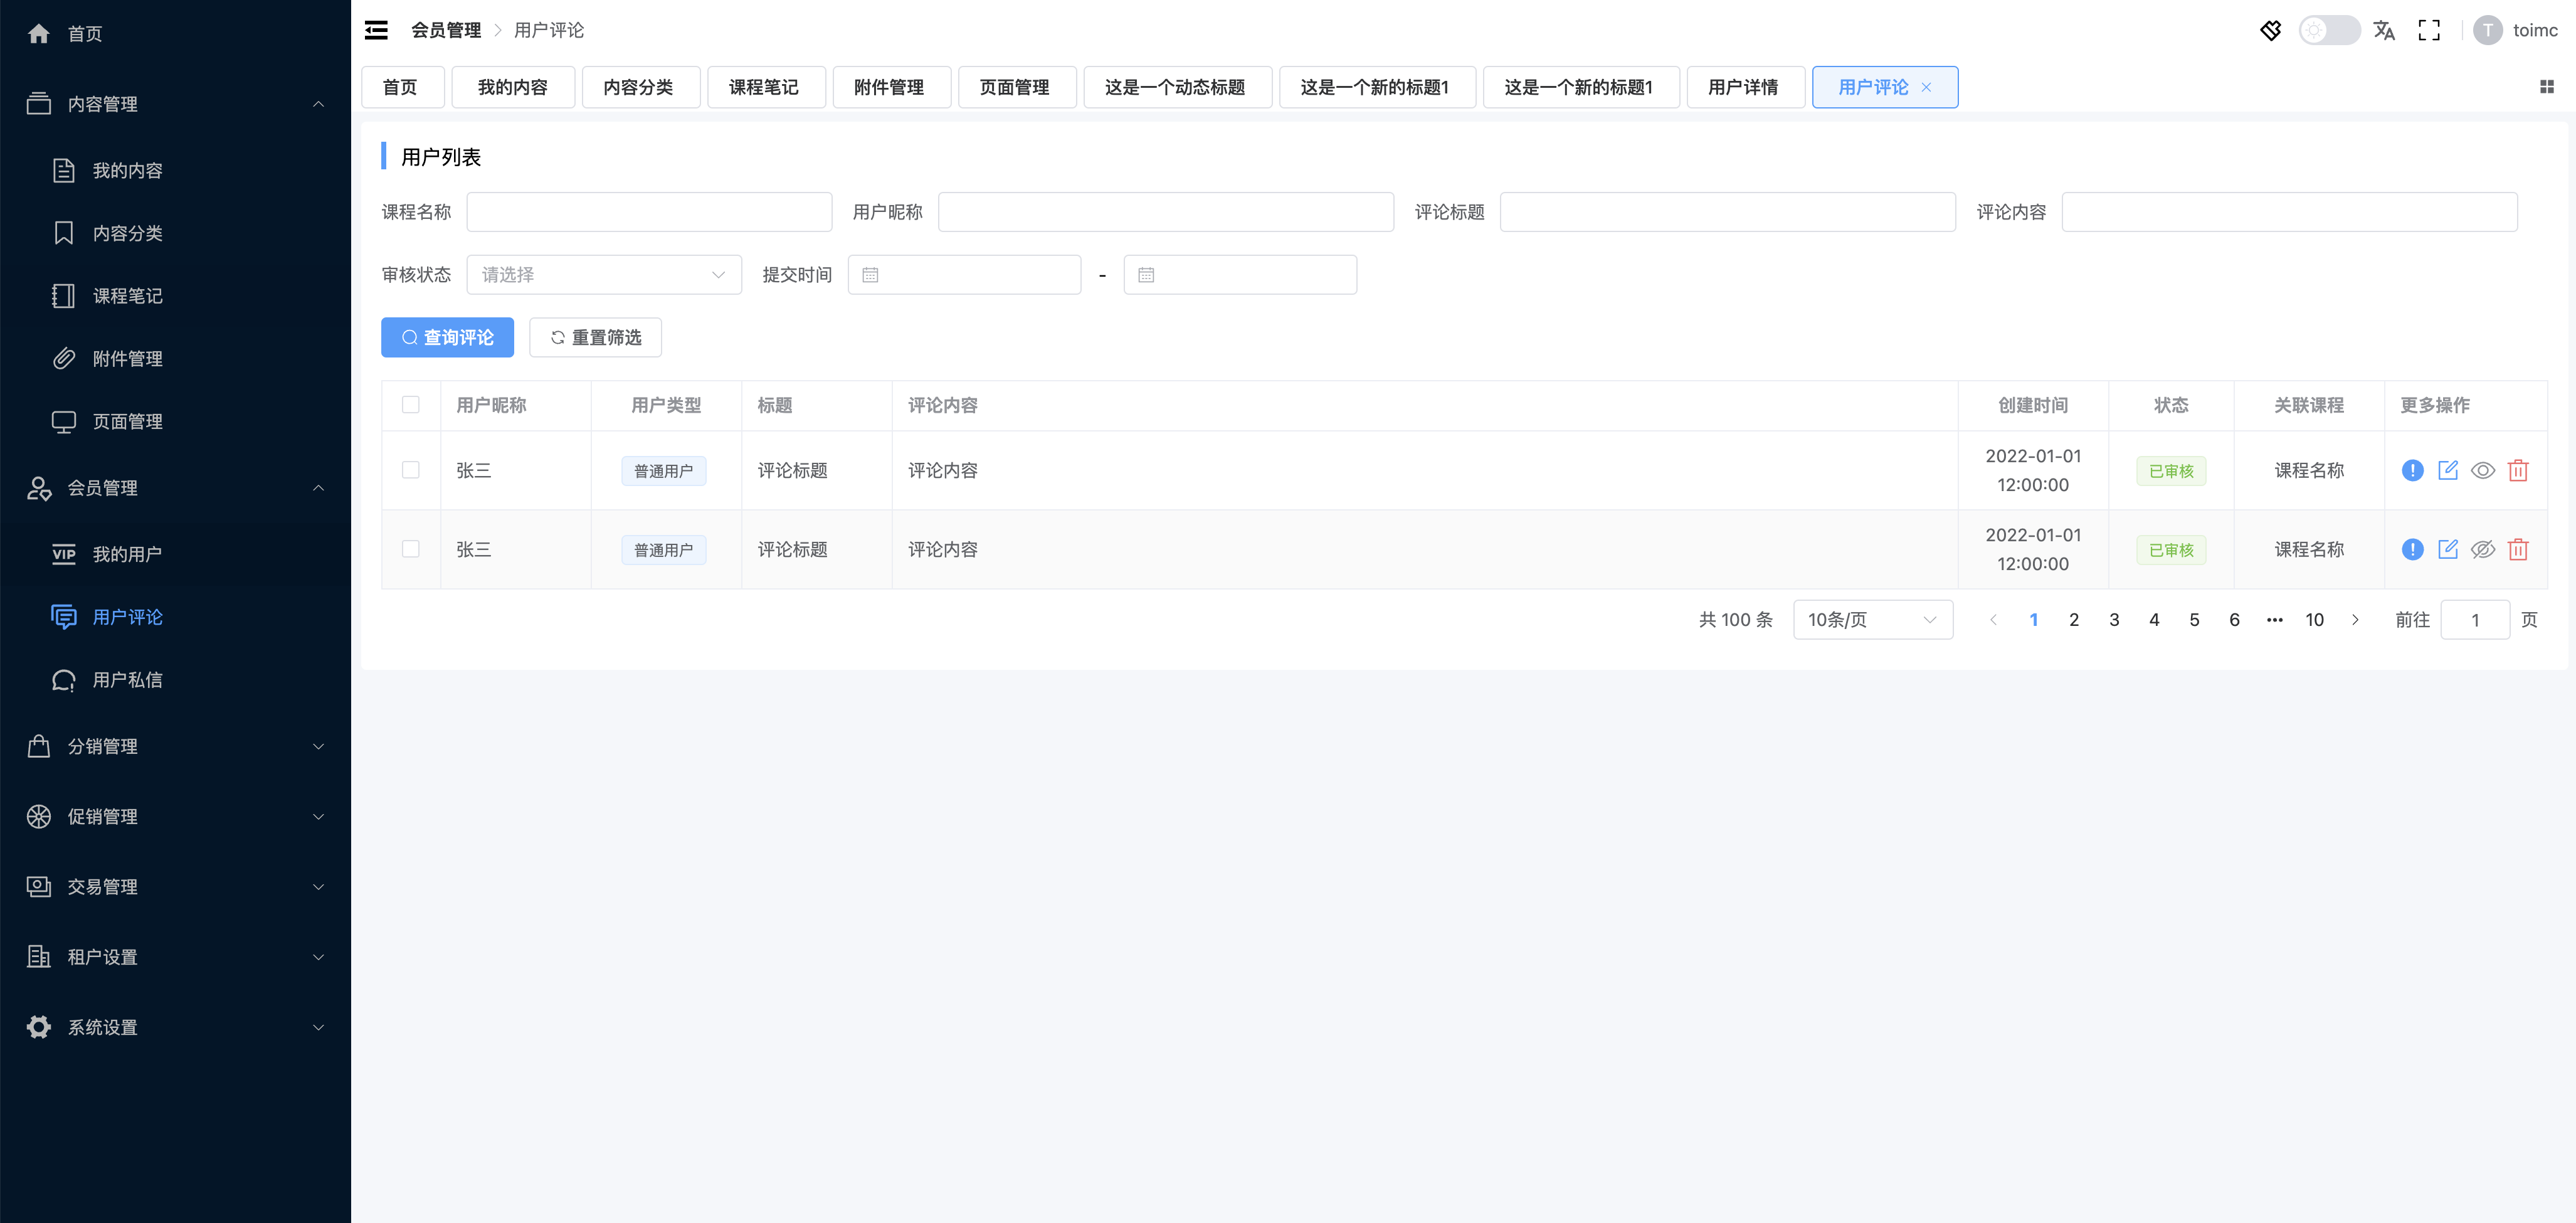 首页
内容管理
我的内容
内容分类
课程笔记
附件管理
页面管理
会员管理
VIP 我的用户
用户评论
用户私信
分销管理
促销管理
交易管理
租户设置
系统设置
会员管理 > 用户评论
T toimc
首页 我的内容 内容分类 课程笔记 附件管理 页面管理 这是一个动态标题 这是一个新的标题1 这是一个新的标题1 用户详情 用户评论
用户列表
课程名称 用户昵称 评论标题 评论内容
审核状态 请选择 提交时间 -
查询评论 重置筛选
用户昵称 用户类型 标题 评论内容 创建时间 状态 关联课程 更多操作
张三 普通用户 评论标题 评论内容 2022-01-01 12:00:00 已审核 课程名称
张三 普通用户 评论标题 评论内容 2022-01-01 12:00:00 已审核 课程名称
共 100 条 10条/页 1 2 3 4 5 6 ••• 10 前往 1 页